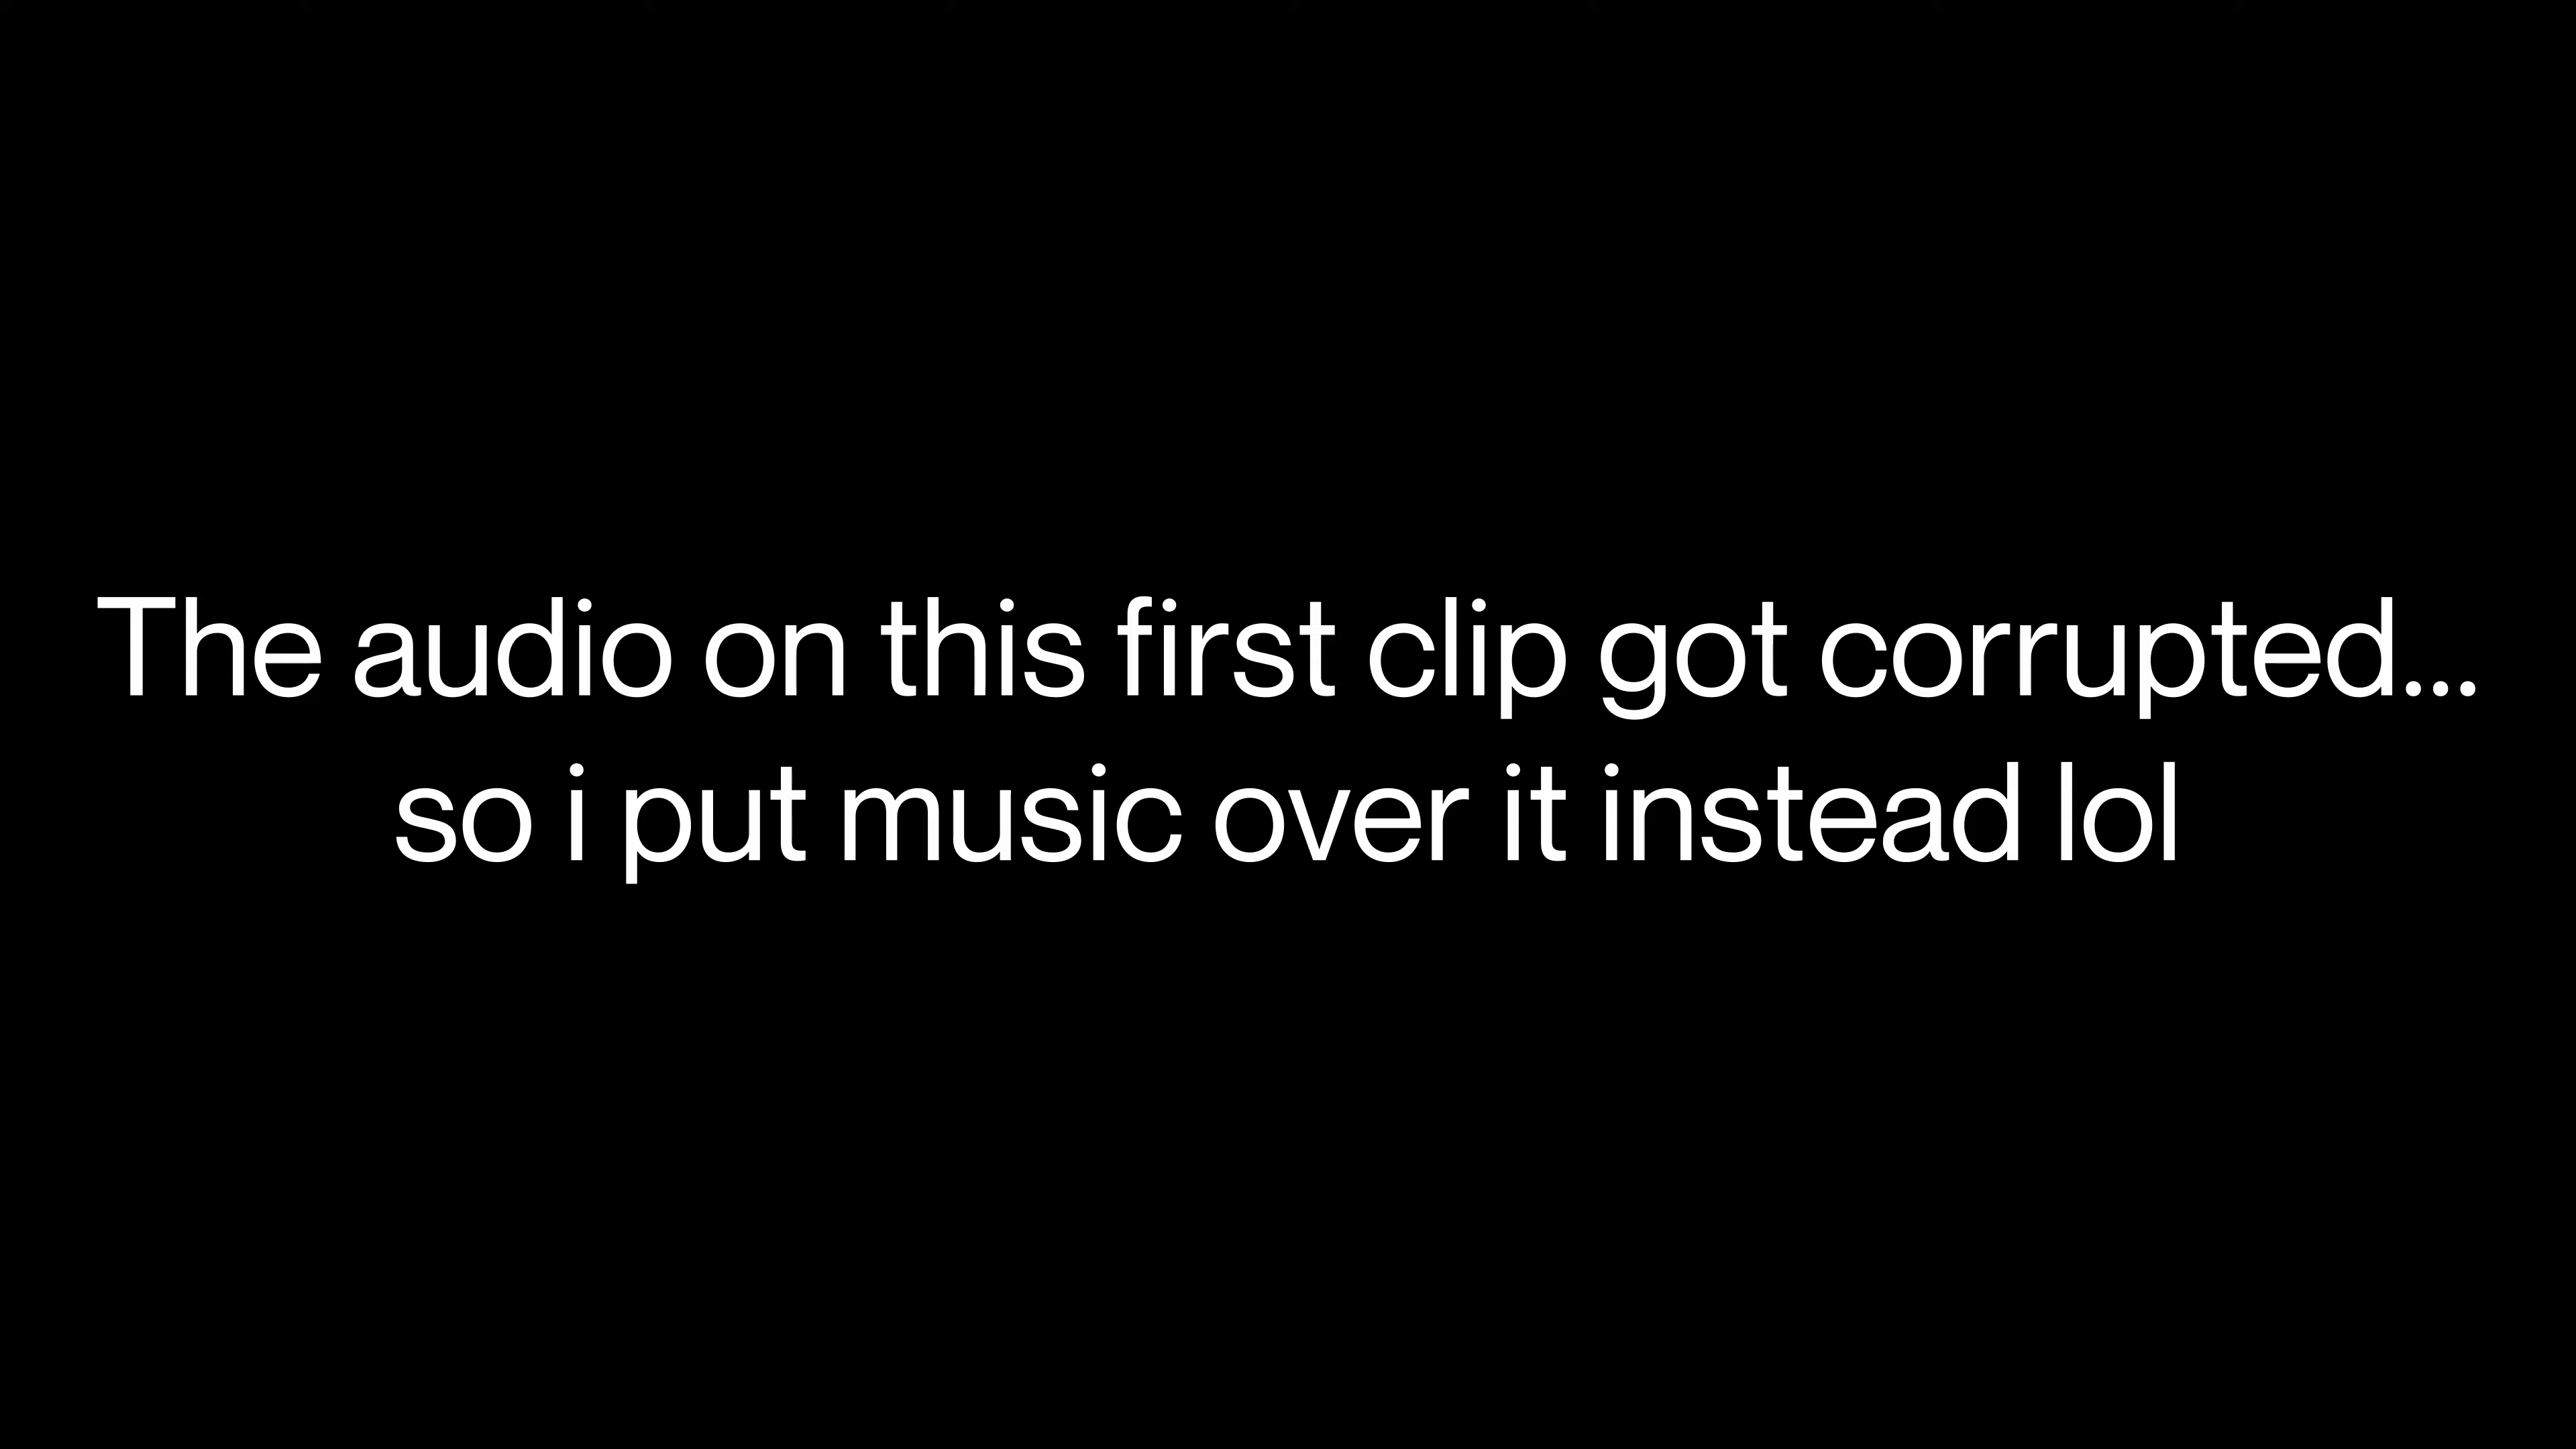 The audio on this first clip got corrupted...
so i put music over it instead lol